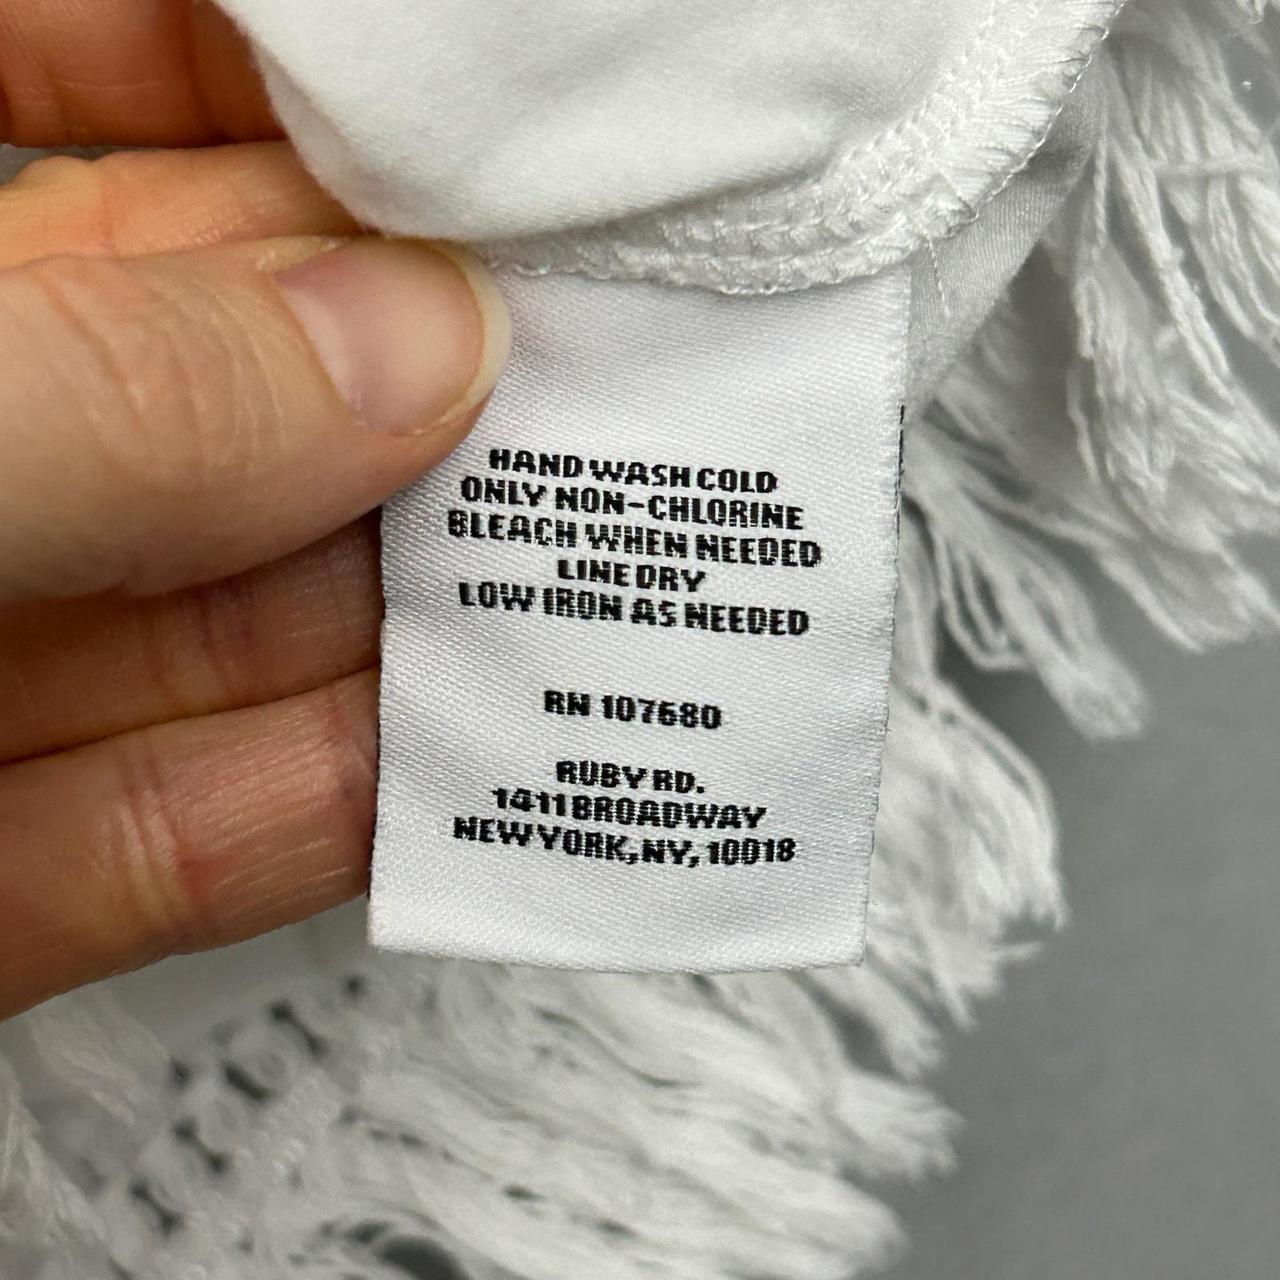 HAND WASH COLD
ONLY NON-CHLORINE
BLEACH WHEN NEEDED
LINE DRY
LOW IRON AS NEEDED
RN 107680
RUBY RD.
1411 BROADWAY
NEW YORK, NY, 10018